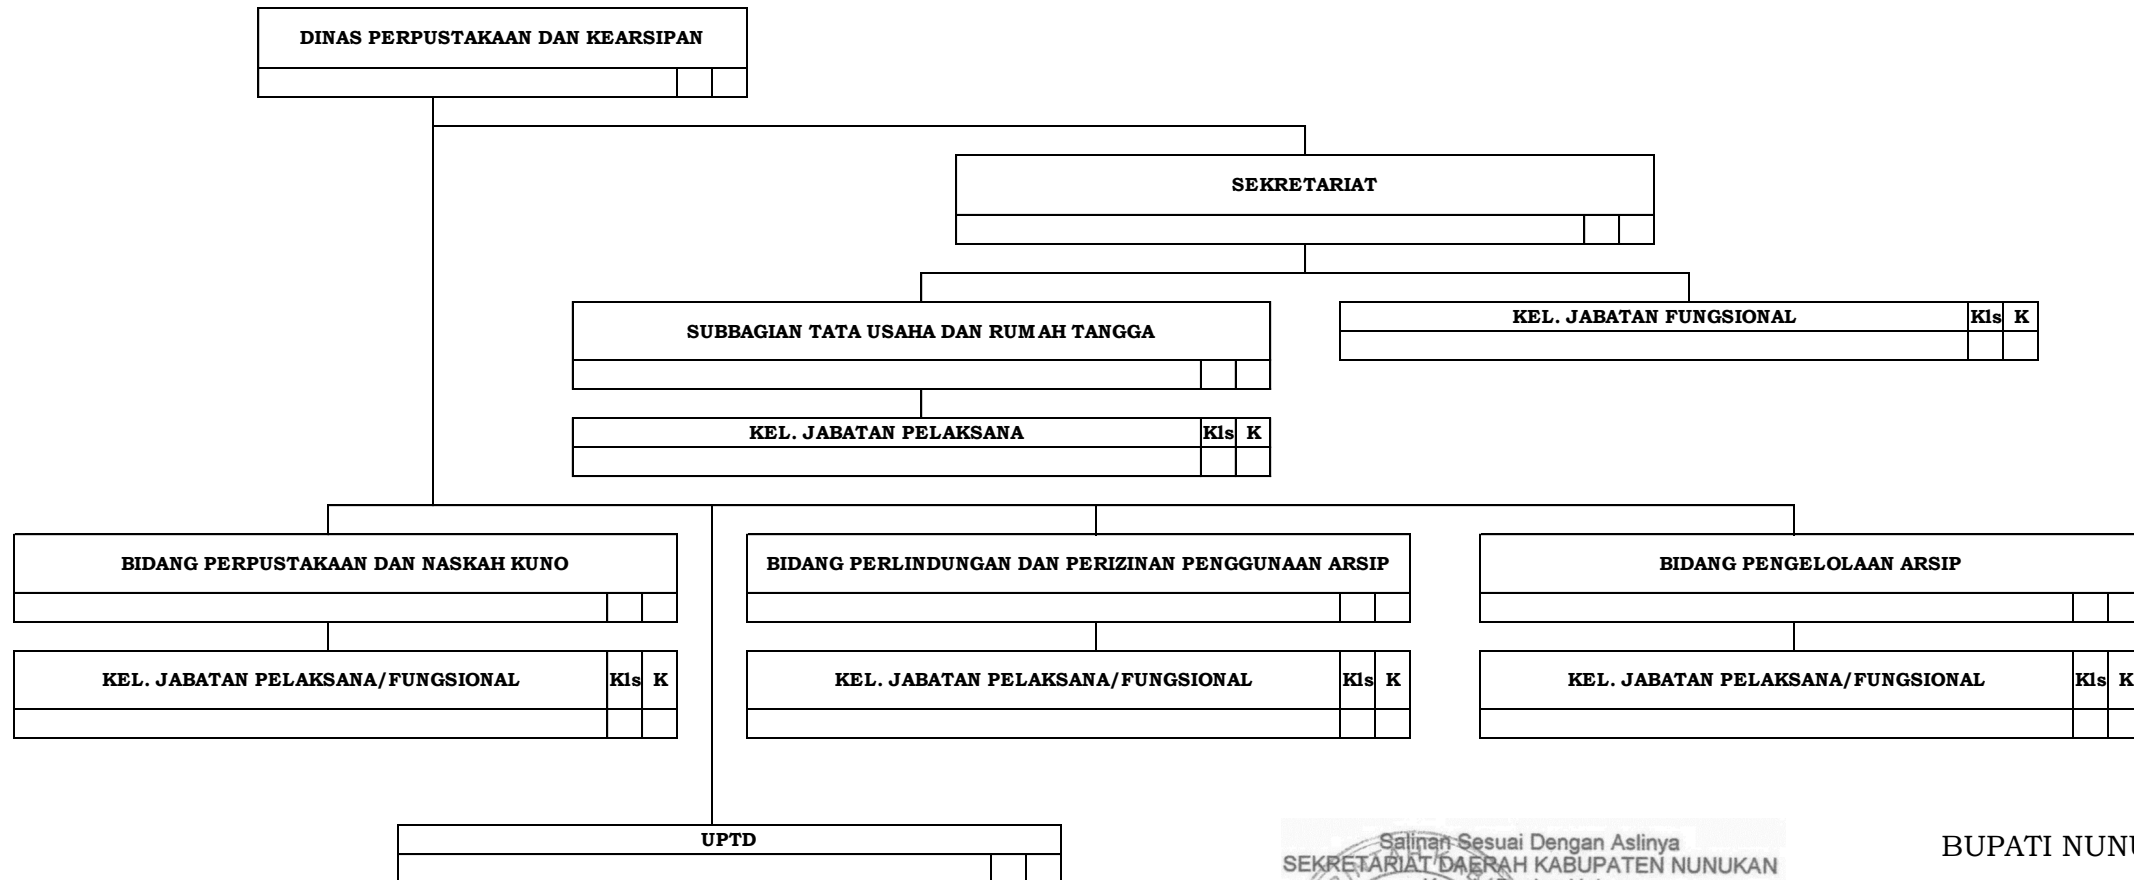 DINAS PERPUSTAKAAN DAN KEARSIPAN
SEKRETARIAT
SUBBAGIAN TATA USAHA DAN RUMAH TANGGA
KEL. JABATAN FUNGSIONAL Kls K
KEL. JABATAN PELAKSANA Kls K
BIDANG PERPUSTAKAAN DAN NASKAH KUNO
BIDANG PERLINDUNGAN DAN PERIZINAN PENGGUNAAN ARSIP
BIDANG PENGELOLAAN ARSIP
KEL. JABATAN PELAKSANA/FUNGSIONAL Kls K
KEL. JABATAN PELAKSANA/FUNGSIONAL Kls K
KEL. JABATAN PELAKSANA/FUNGSIONAL Kls K
UPTD
Salinan Sesuai Dengan Aslinya
SEKRETARIAT DAERAH KABUPATEN NUNUKAN
BUPATI